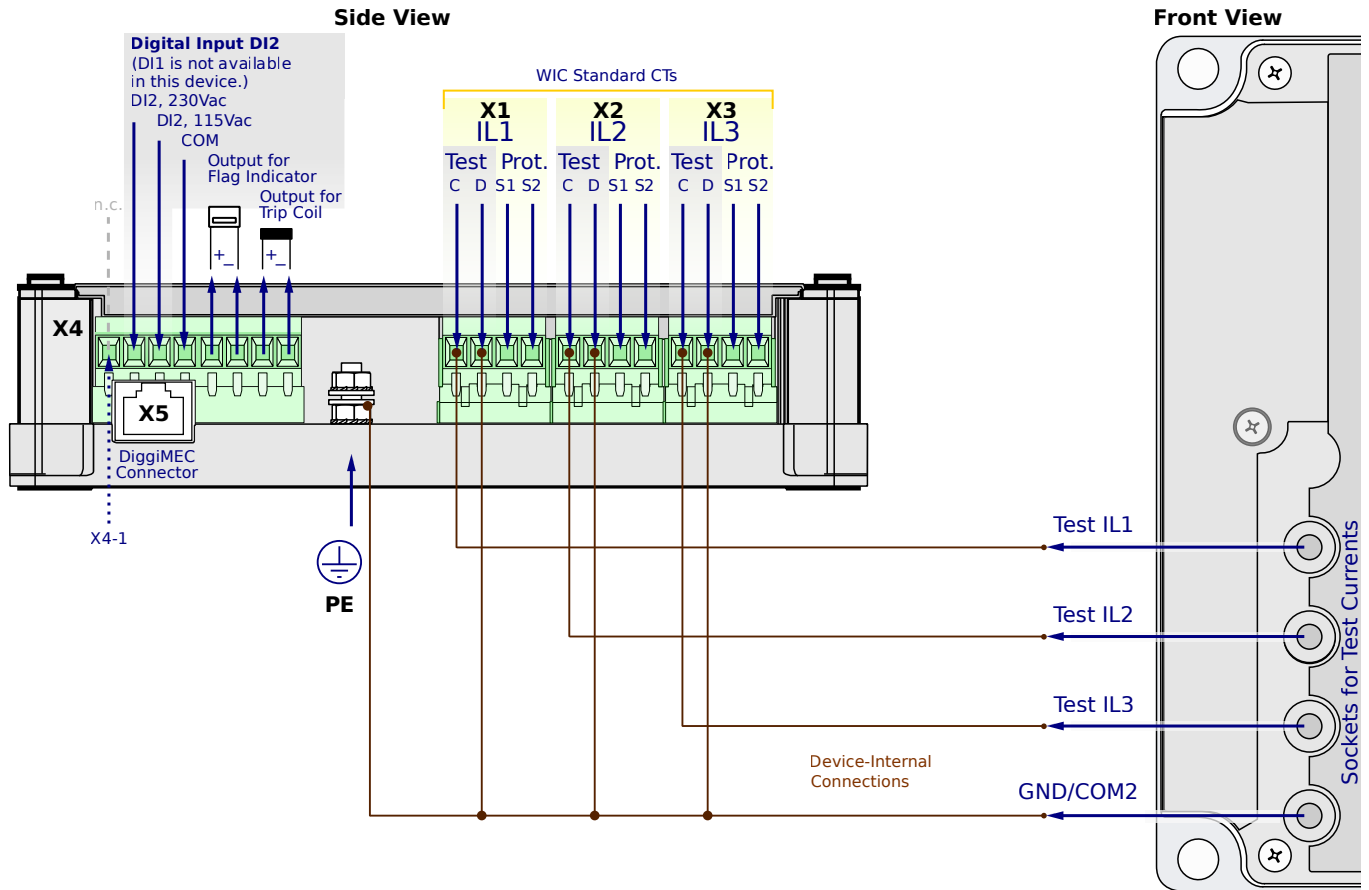 Side View
Front View
Digital Input DI2
(DI1 is not available
in this device.)
DI2, 230Vac
DI2, 115Vac
COM
Output for
Flag Indicator
Output for
Trip Coil
n.c.
+ –
+ –
WIC Standard CTs
X1 X2 X3
IL1 IL2 IL3
Test Prot. Test Prot. Test Prot.
C D S1 S2 C D S1 S2 C D S1 S2
X4
X5
DiggiMEC
Connector
X4-1
PE
Test IL1
Test IL2
Test IL3
GND/COM2
Device-Internal
Connections
Sockets for Test Currents